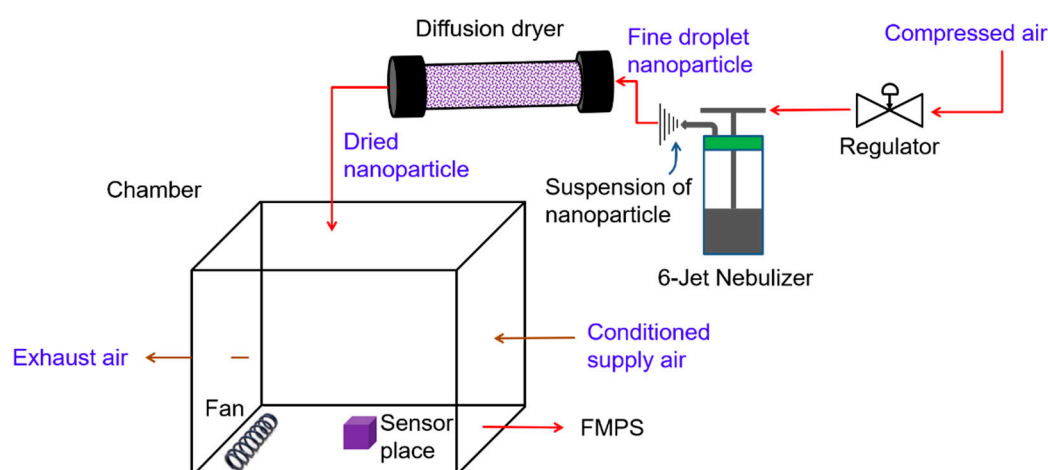 Diffusion dryer
Fine droplet
nanoparticle
Compressed air
Regulator
Dried
nanoparticle
Suspension of
nanoparticle
6-Jet Nebulizer
Chamber
Exhaust air
Conditioned
supply air
Fan
Sensor
place
FMPS